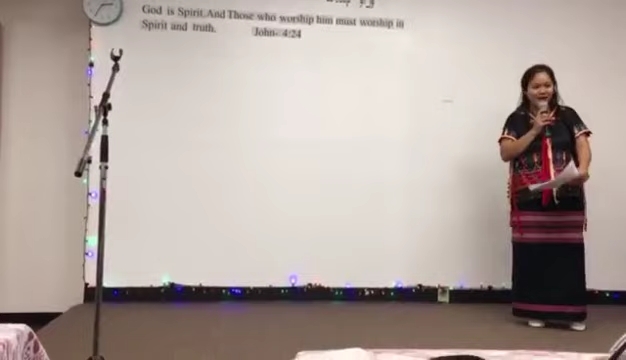 God is Spirit. And Those who worship him must worship in
Spirit and truth. John- 4:24